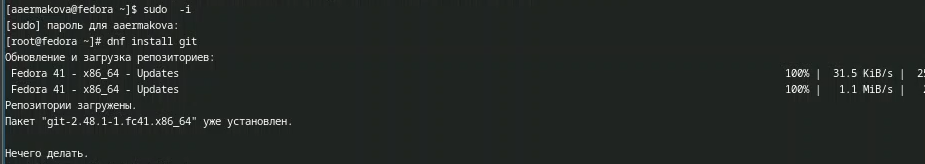 [aaermakova@fedora ~]$ sudo  -i
[sudo] пароль для aaermakova:
[root@fedora ~]# dnf install git
Обновление и загрузка репозиториев:
Fedora 41 - x86_64 - Updates 100% | 31.5 KiB/s |
Fedora 41 - x86_64 - Updates 100% | 1.1 MiB/s |
Репозитории загружены.
Пакет "git-2.48.1-1.fc41.x86_64" уже установлен.
Нечего делать.